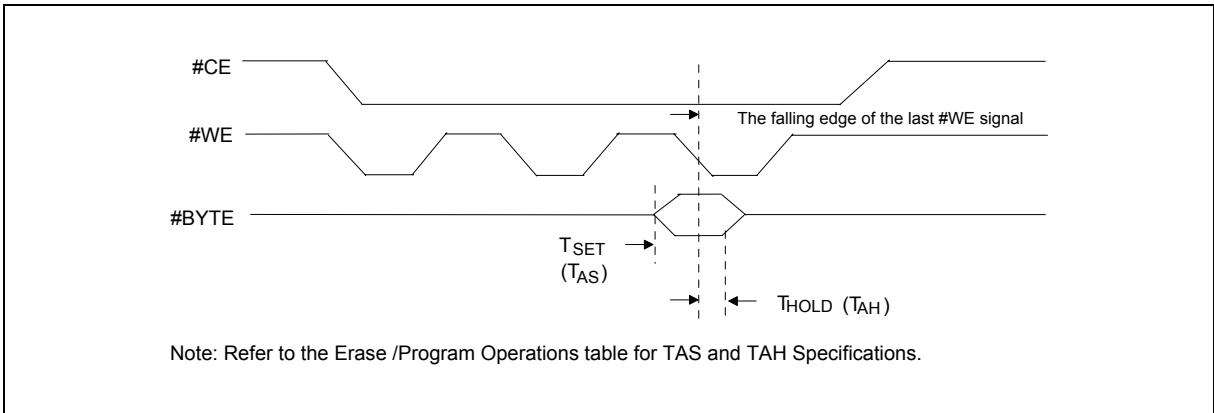 #CE
The falling edge of the last #WE signal
#WE
#BYTE
TSET
(TAS)
THOLD (TAH)
Note: Refer to the Erase /Program Operations table for TAS and TAH Specifications.